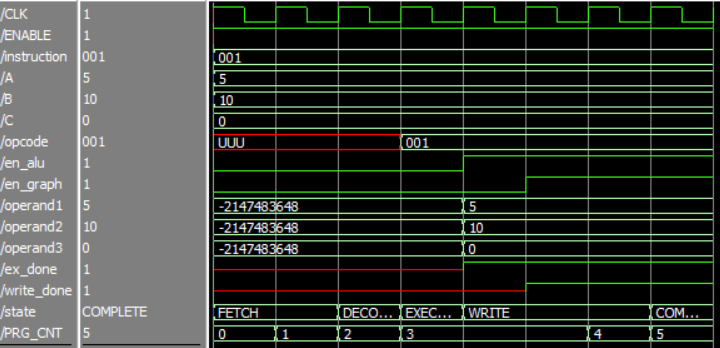 /CLK 1
/ENABLE 1
/instruction 001 001
/A 5 5
/B 10 10
/C 0 0
/opcode 001 UUU 001
/en_alu 1
/en_graph 1
/operand1 5 -2147483648 5
/operand2 10 -2147483648 10
/operand3 0 -2147483648 0
/ex_done 1
/write_done 1
/state COMPLETE FETCH DECO... EXEC... WRITE COM...
/PRG_CNT 5 0 1 2 3 4 5